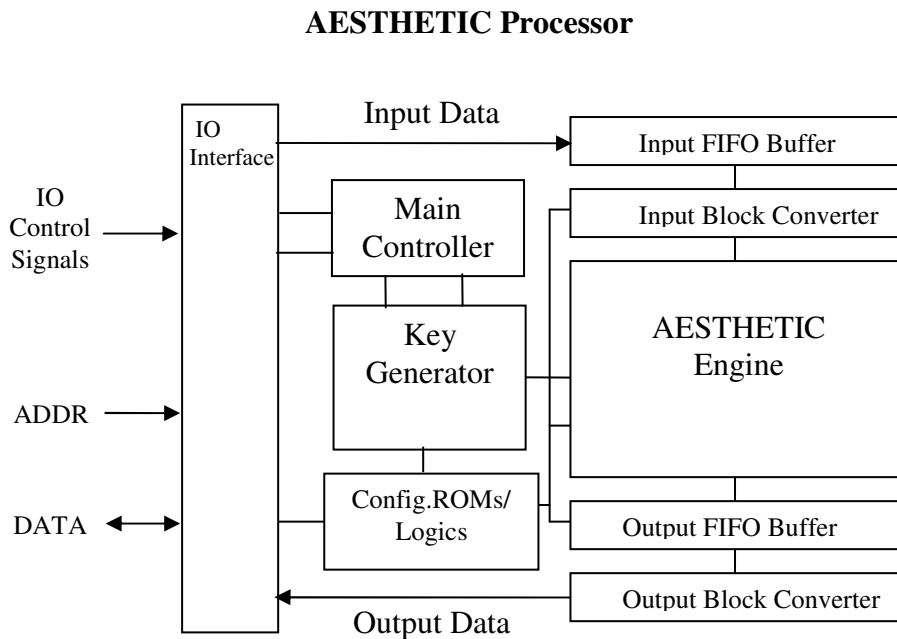 AESTHETIC Processor
IO
Interface
Input Data
Input FIFO Buffer
IO
Control
Signals
Main
Controller
Input Block Converter
Key
Generator
AESTHETIC
Engine
ADDR
Config.ROMs/
Logics
DATA
Output FIFO Buffer
Output Data
Output Block Converter